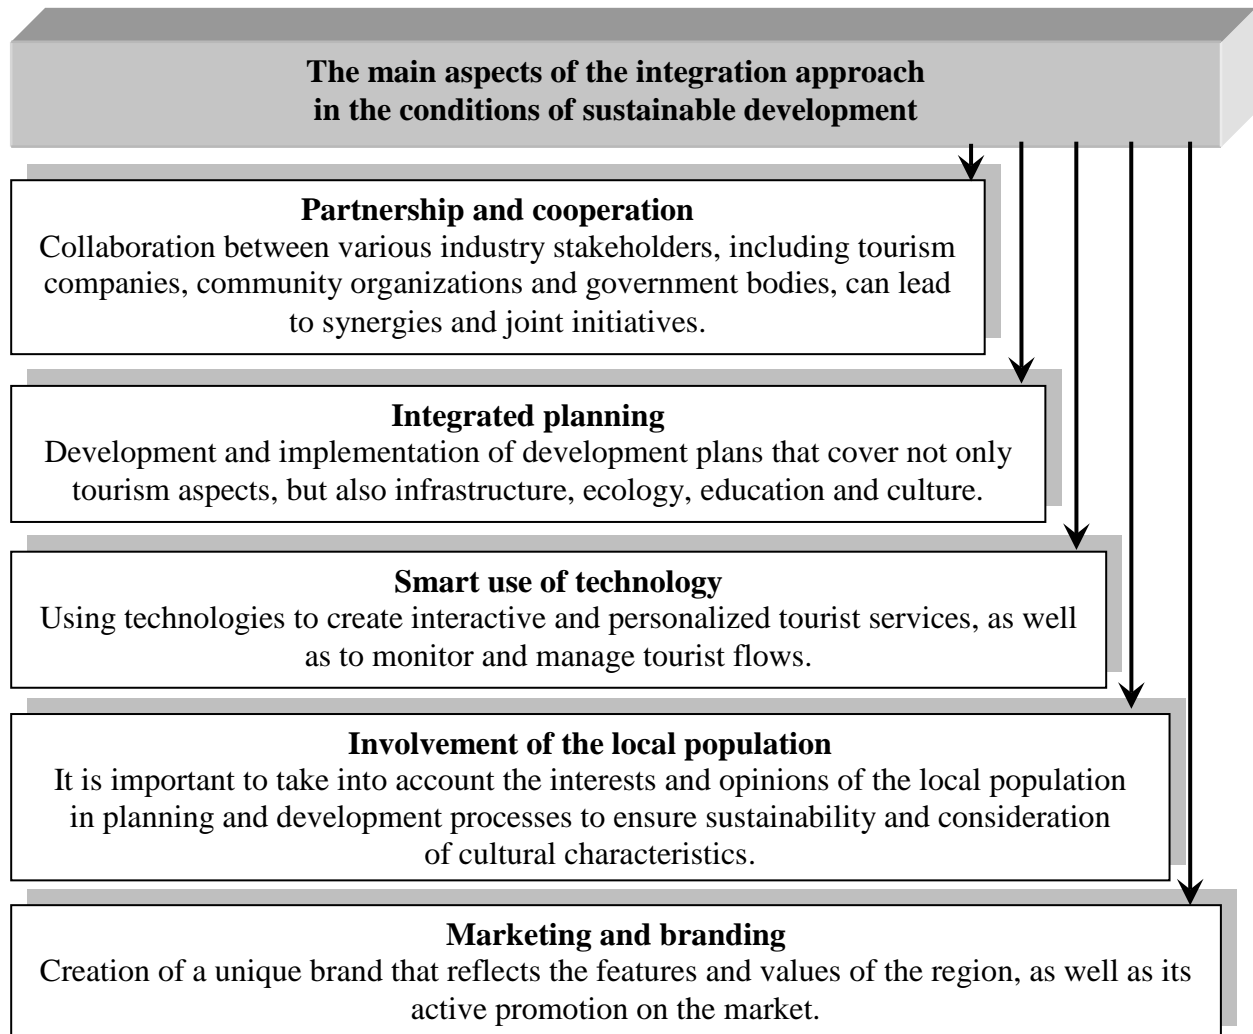 The main aspects of the integration approach
in the conditions of sustainable development
Partnership and cooperation
Collaboration between various industry stakeholders, including tourism
companies, community organizations and government bodies, can lead
to synergies and joint initiatives.
Integrated planning
Development and implementation of development plans that cover not only
tourism aspects, but also infrastructure, ecology, education and culture.
Smart use of technology
Using technologies to create interactive and personalized tourist services, as well
as to monitor and manage tourist flows.
Involvement of the local population
It is important to take into account the interests and opinions of the local population
in planning and development processes to ensure sustainability and consideration
of cultural characteristics.
Marketing and branding
Creation of a unique brand that reflects the features and values of the region, as well as its
active promotion on the market.